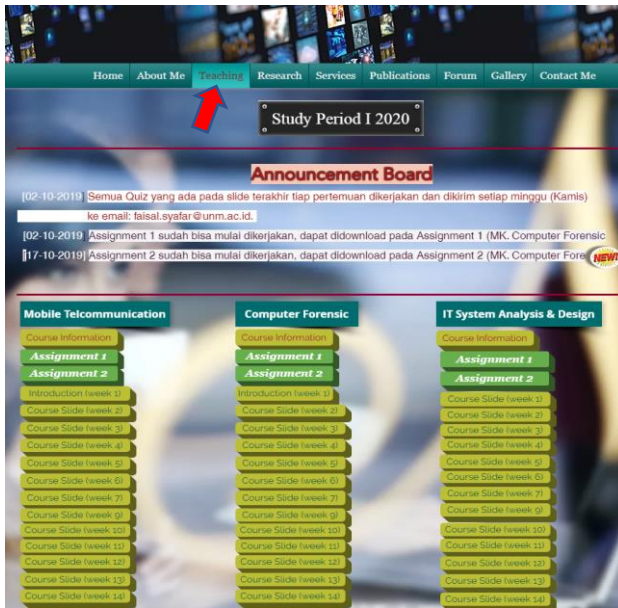 Home About Me Teaching Research Services Publications Forum Gallery Contact Me
Study Period I 2020
Announcement Board
[02-10-2019] Semua Quiz yang ada pada slide terakhir tiap pertemuan dikerjakan dan dikirim setiap minggu (Kamis)
ke email: faisal.syafar@unm.ac.id.
[02-10-2019] Assignment 1 sudah bisa mulai dikerjakan, dapat didownload pada Assignment 1 (MK. Computer Forensic
[17-10-2019] Assignment 2 sudah bisa mulai dikerjakan, dapat didownload pada Assignment 2 (MK. Computer Fore NEW!
Mobile Telcommunication
Course Information
Assignment 1
Assignment 2
Introduction (week 1)
Course Slide (week 2)
Course Slide (week 3)
Course Slide (week 4)
Course Slide (week 5)
Course Slide (week 6)
Course Slide (week 7)
Course Slide (week 9)
Course Slide (week 10)
Course Slide (week 11)
Course Slide (week 12)
Course Slide (week 13)
Course Slide (week 14)
Computer Forensic
Course Information
Assignment 1
Assignment 2
Introduction (week 1)
Course Slide (week 2)
Course Slide (week 3)
Course Slide (week 4)
Course Slide (week 5)
Course Slide (week 6)
Course Slide (week 7)
Course Slide (week 9)
Course Slide (week 10)
Course Slide (week 11)
Course Slide (week 12)
Course Slide (week 13)
Course Slide (week 14)
IT System Analysis & Design
Course Information
Assignment 1
Assignment 2
Course Slide (week 1)
Course Slide (week 2)
Course Slide (week 3)
Course Slide (week 4)
Course Slide (week 5)
Course Slide (week 6)
Course Slide (week 7)
Course Slide (week 9)
Course Slide (week 10)
Course Slide (week 11)
Course Slide (week 12)
Course Slide (week 13)
Course Slide (week 14)